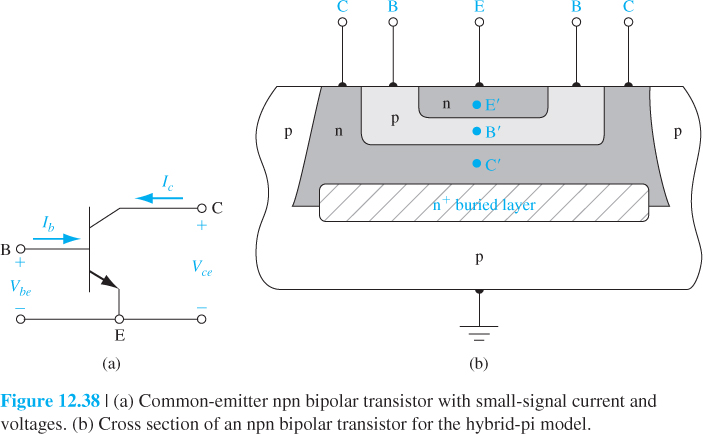 C B E B C
n E′
p
B′
p n p
C′
I_c
C
+
n⁺ buried layer
I_b
B
+
p
V_be
V_ce
− −
E
(a) (b)
Figure 12.38 | (a) Common-emitter npn bipolar transistor with small-signal current and
voltages. (b) Cross section of an npn bipolar transistor for the hybrid-pi model.